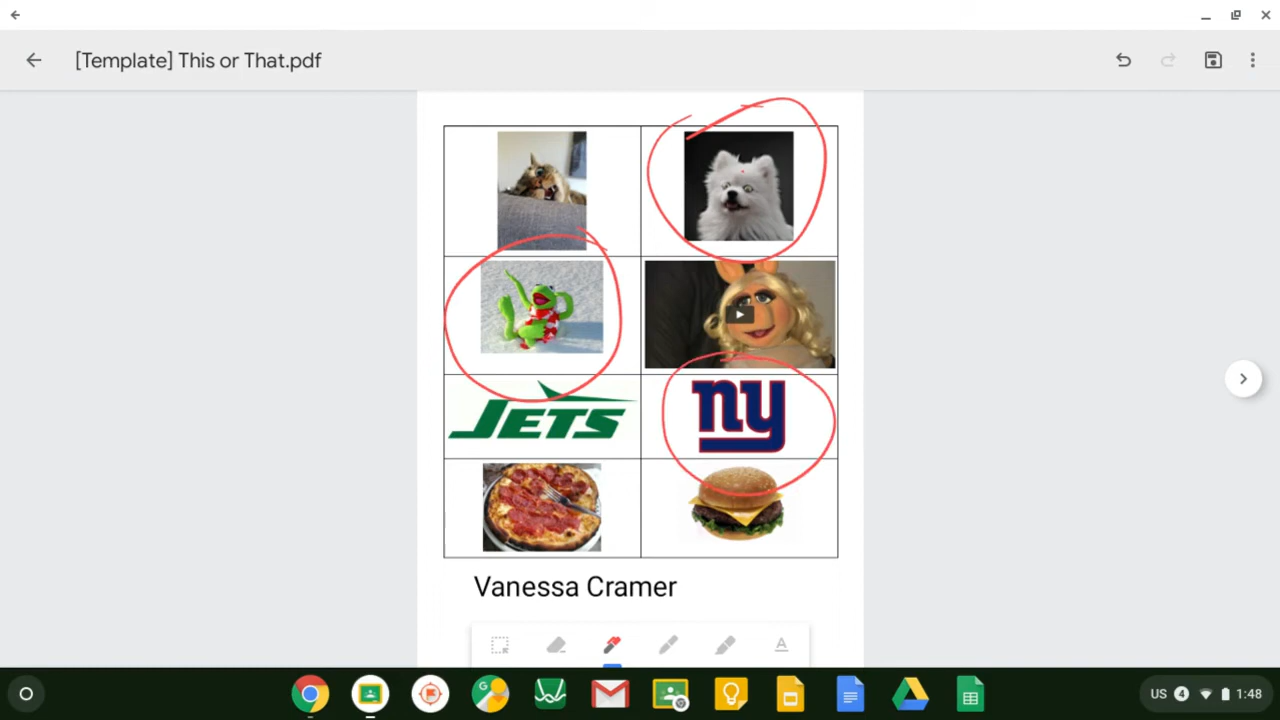 [Template] This or That.pdf
JETS
ny
Vanessa Cramer
A
G
US 4 1:48